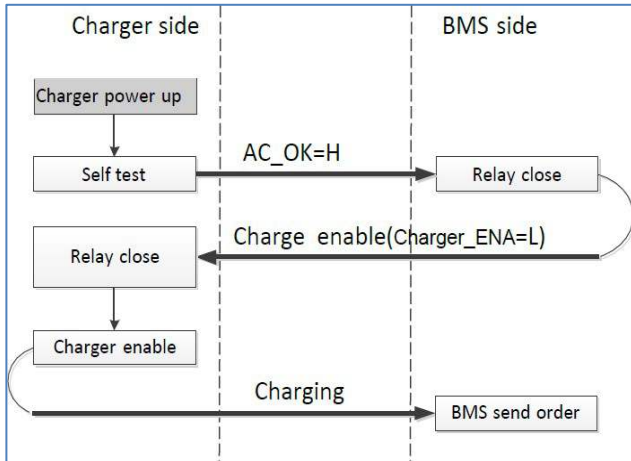 Charger side
BMS side
Charger power up
AC_OK=H
Self test
Relay close
Charge enable(Charger_ENA=L)
Relay close
Charger enable
Charging
BMS send order